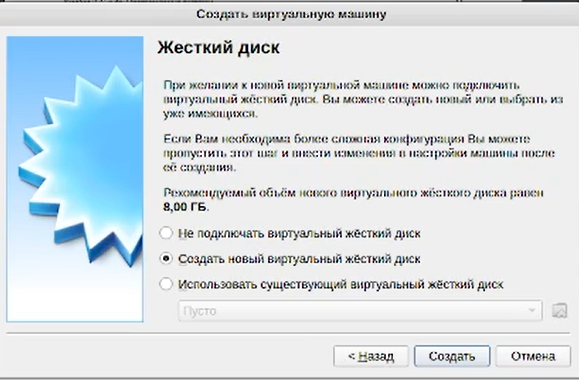 Создать виртуальную машину
Жесткий диск
При желании к новой виртуальной машине можно подключить
виртуальный жёсткий диск. Вы можете создать новый или выбрать из
уже имеющихся.
Если Вам необходима более сложная конфигурация Вы можете
пропустить этот шаг и внести изменения в настройки машины после
её создания.
Рекомендуемый объём нового виртуального жёсткого диска равен
8,00 ГБ.
Не подключать виртуальный жёсткий диск
Создать новый виртуальный жёсткий диск
Использовать существующий виртуальный жёсткий диск
Пусто
< Назад
Создать
Отмена